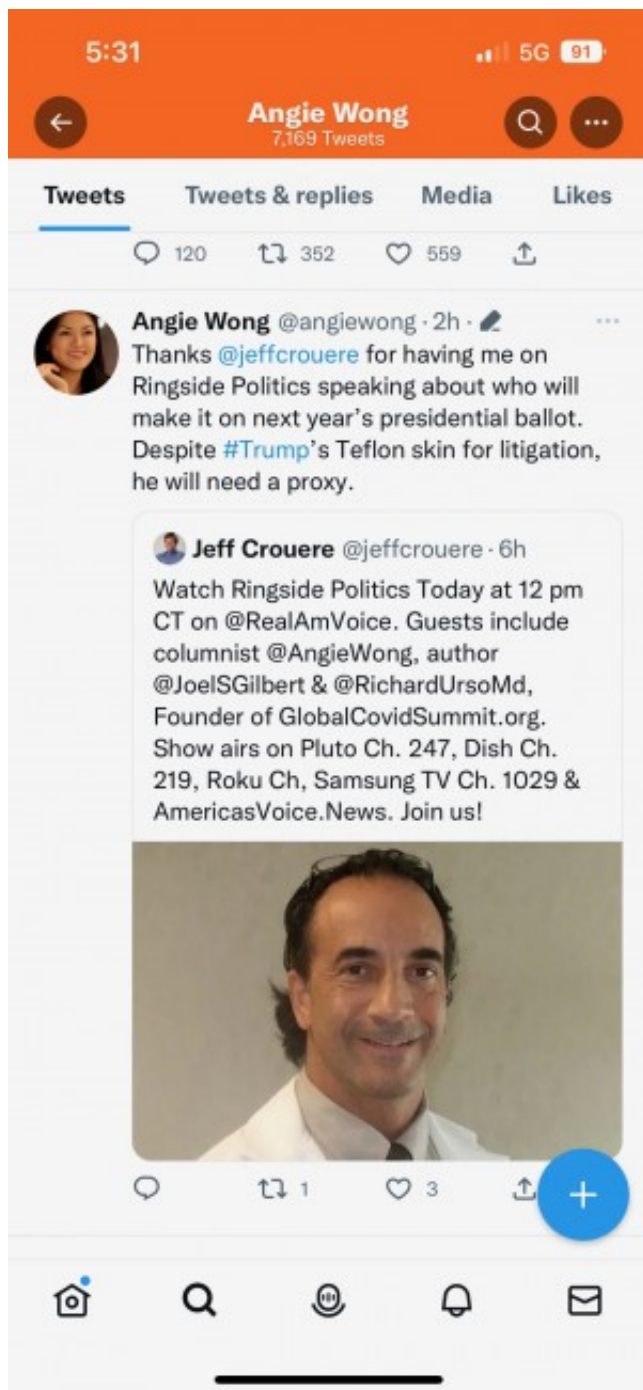 5:31 5G 91
Angie Wong
7,169 Tweets
Tweets Tweets & replies Media Likes
120 352 559
Angie Wong @angiewong · 2h ·
Thanks @jeffcrouere for having me on
Ringside Politics speaking about who will
make it on next year's presidential ballot.
Despite #Trump's Teflon skin for litigation,
he will need a proxy.
Jeff Crouere @jeffcrouere · 6h
Watch Ringside Politics Today at 12 pm
CT on @RealAmVoice. Guests include
columnist @AngieWong, author
@JoelSGilbert & @RichardUrsoMd,
Founder of GlobalCovidSummit.org.
Show airs on Pluto Ch. 247, Dish Ch.
219, Roku Ch, Samsung TV Ch. 1029 &
AmericasVoice.News. Join us!
1 3